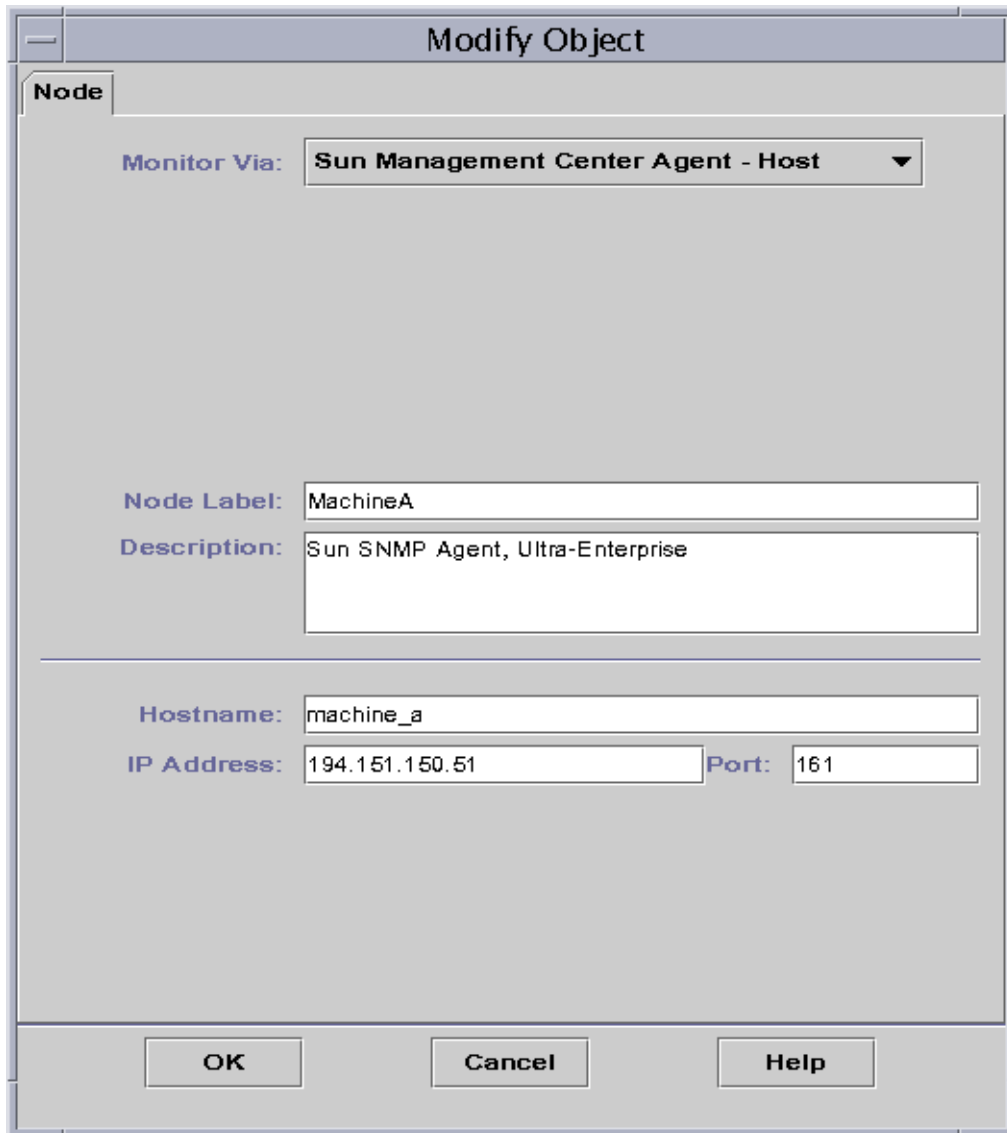 Modify Object
Node
Monitor Via: Sun Management Center Agent - Host
Node Label: MachineA
Description: Sun SNMP Agent, Ultra-Enterprise
Hostname: machine_a
IP Address: 194.151.150.51 Port: 161
OK Cancel Help